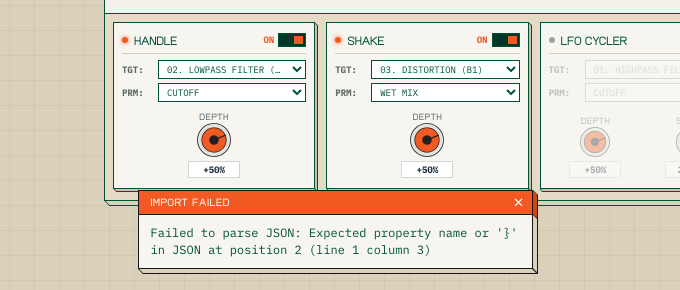 HANDLE ON
SHAKE ON
LFO CYCLER
TGT: 02. LOWPASS FILTER (…
TGT: 03. DISTORTION (B1)
TGT: 01. HIGHPASS FIL
PRM: CUTOFF
PRM: WET MIX
PRM: CUTOFF
DEPTH
DEPTH
DEPTH
+50%
+50%
+50%
IMPORT FAILED ×
Failed to parse JSON: Expected property name or '}'
in JSON at position 2 (line 1 column 3)